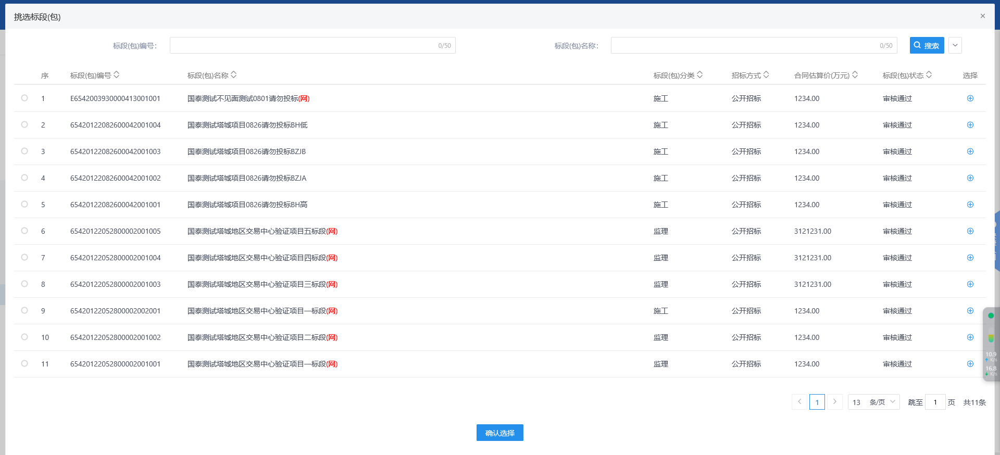 挑选标段(包)
标段(包)编号: 0/50 标段(包)名称: 0/50 搜索
序 标段(包)编号 标段(包)名称 标段(包)分类 招标方式 合同估算价(万元) 标段(包)状态 选择
1 E6542003930000413001001 国泰测试不见面测试0801请勿投标(网) 施工 公开招标 1234.00 审核通过
2 65420122082600042001004 国泰测试塔城项目0826请勿投标BH低 施工 公开招标 1234.00 审核通过
3 65420122082600042001003 国泰测试塔城项目0826请勿投标BZJB 施工 公开招标 1234.00 审核通过
4 65420122082600042001002 国泰测试塔城项目0826请勿投标BZJA 施工 公开招标 1234.00 审核通过
5 65420122082600042001001 国泰测试塔城项目0826请勿投标BH高 施工 公开招标 1234.00 审核通过
6 65420122052800002001005 国泰测试塔城地区交易中心验证项目五标段(网) 监理 公开招标 3121231.00 审核通过
7 65420122052800002001004 国泰测试塔城地区交易中心验证项目四标段(网) 监理 公开招标 3121231.00 审核通过
8 65420122052800002001003 国泰测试塔城地区交易中心验证项目三标段(网) 监理 公开招标 3121231.00 审核通过
9 65420122052800002002001 国泰测试塔城地区交易中心验证项目一标段(网) 施工 公开招标 1234.00 审核通过
10 65420122052800002001002 国泰测试塔城地区交易中心验证项目二标段(网) 监理 公开招标 1234.00 审核通过
11 65420122052800002001001 国泰测试塔城地区交易中心验证项目一标段(网) 监理 公开招标 1234.00 审核通过
10.9
K/s
16.8
K/s
1 13 条/页 跳至 1 页 共11条
确认选择